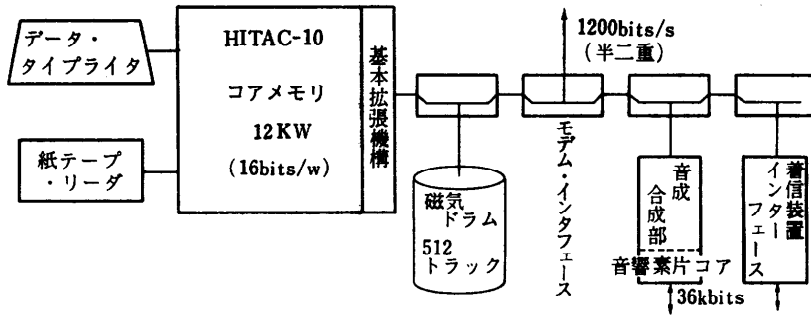 データ・
タイプライタ
紙テープ
・リーダ
HITAC-10
コアメモリ
12KW
(16bits/w)
基本拡張機構
磁気
ドラム
512
トラック
1200bits/s
(半二重)
モデム・インタフェース
音成
合成部
音響素片コア
36kbits
着信装置
インター
フェース